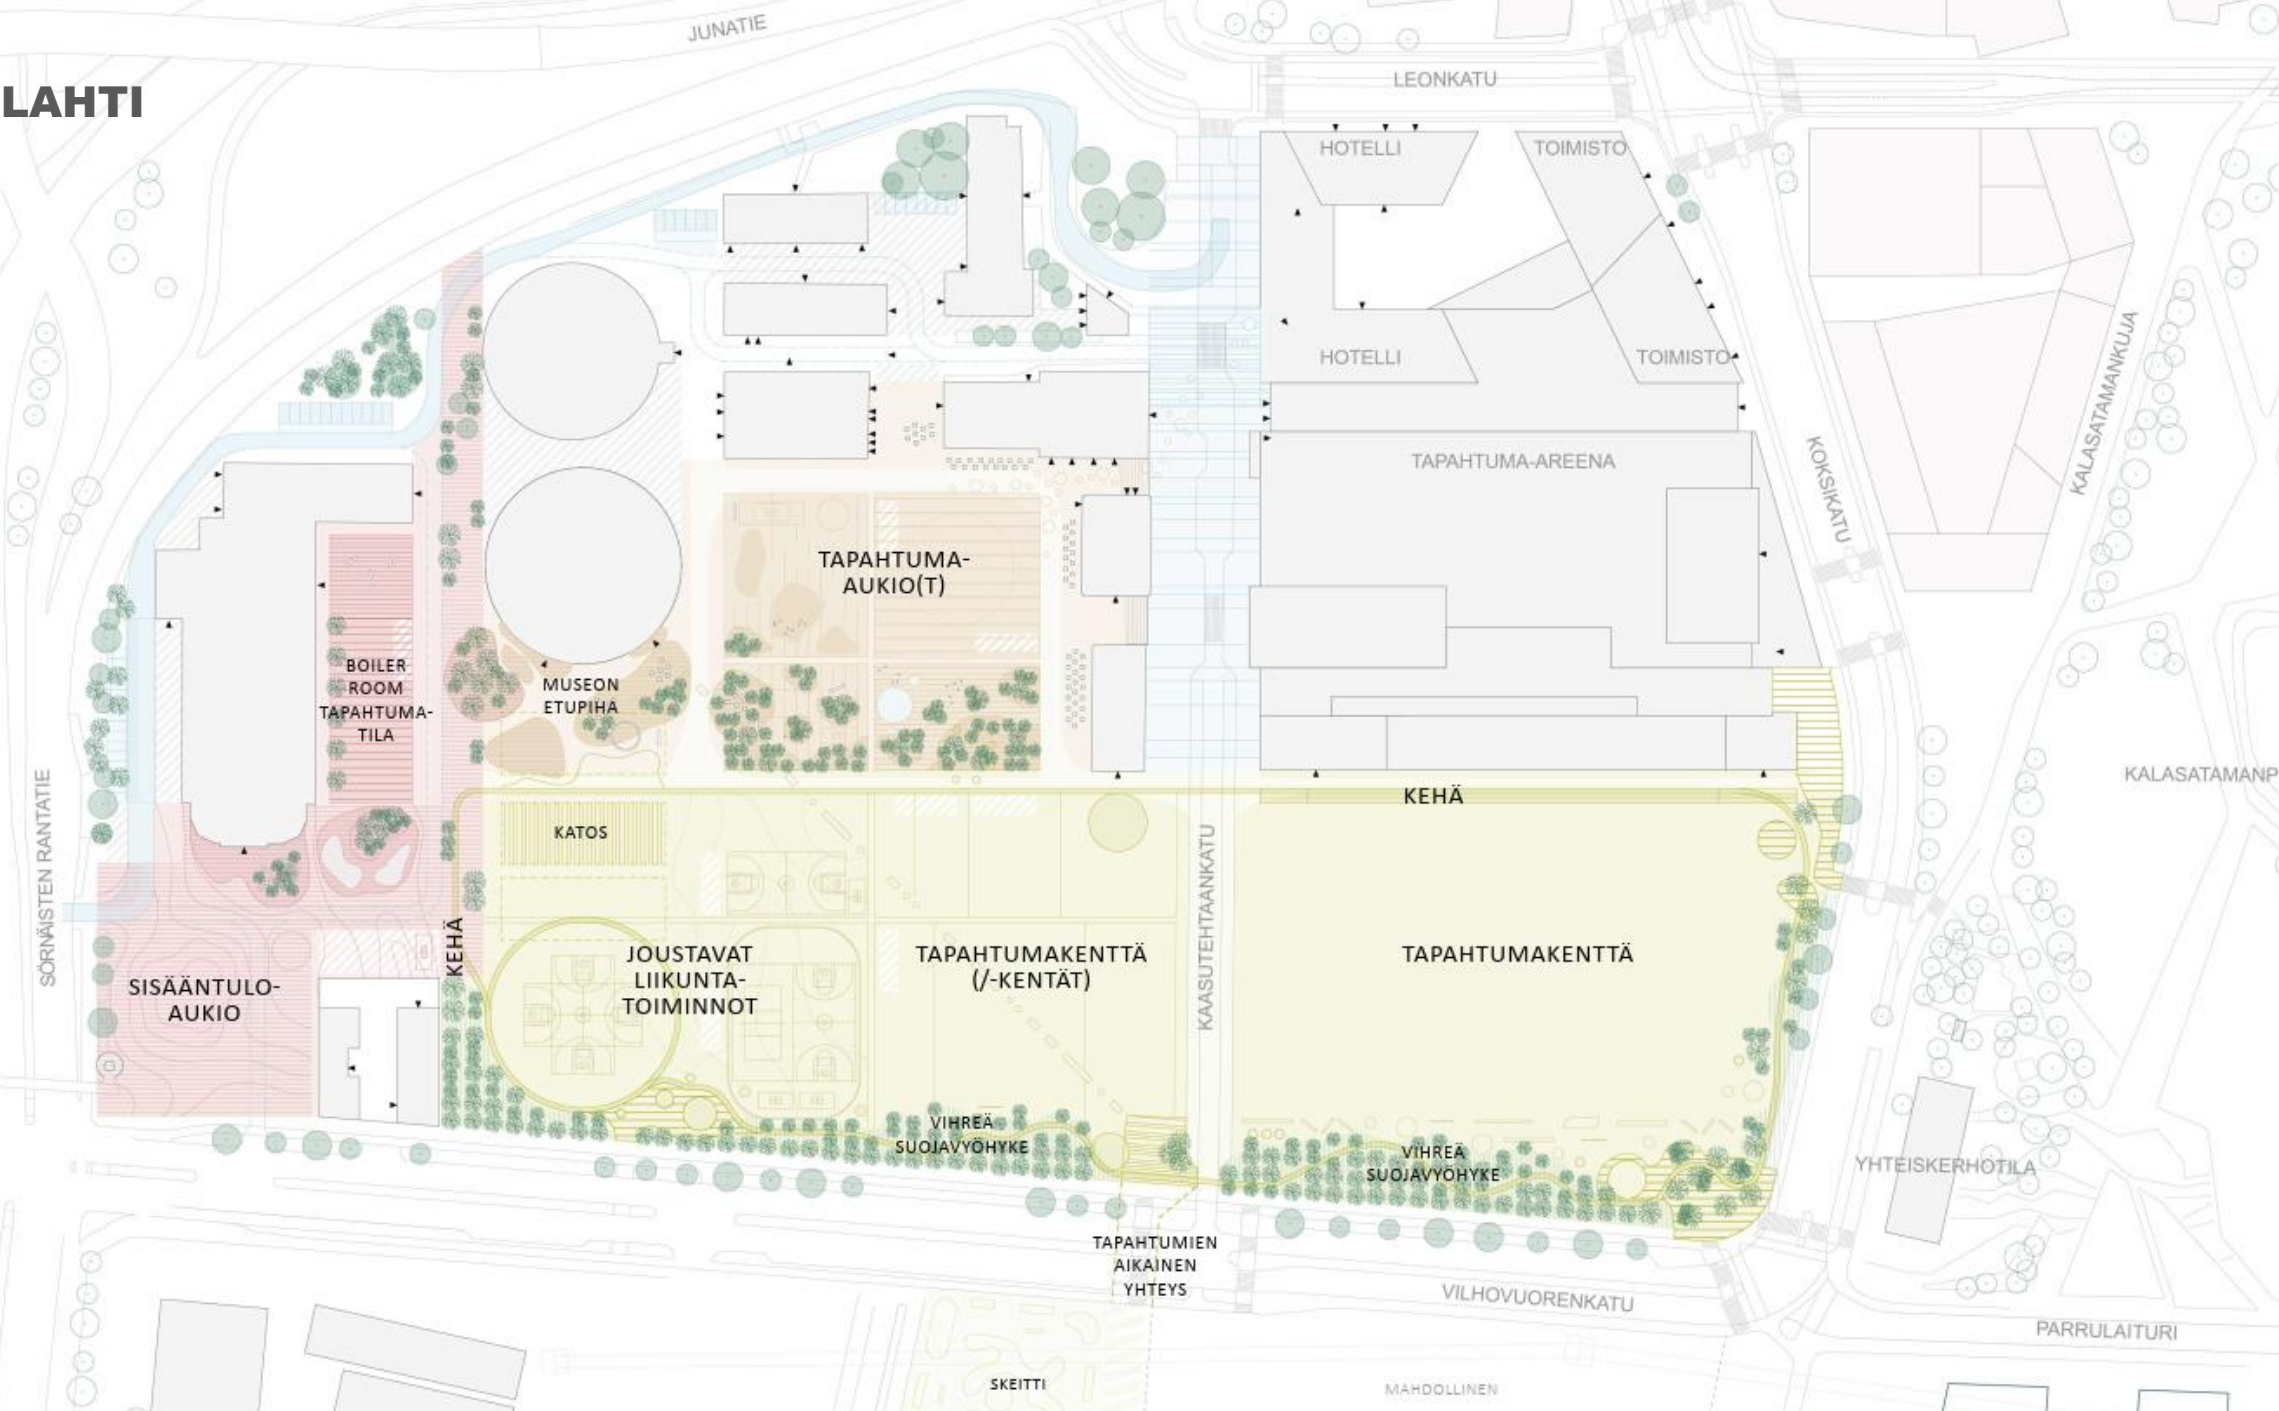 JUNATIE
LAHTI
LEONKATU
HOTELLI
TOIMISTO
HOTELLI
TOIMISTO
KALASATAMANKUJA
KOKSIKATU
TAPAHTUMA-AREENA
TAPAHTUMA-
AUKIO(T)
BOILER
ROOM
TAPAHTUMA-
TILA
MUSEON
ETUPIHA
SÖRNÄISTEN RANTATIE
KALASATAMANP
KEHÄ
KATOS
KAASUTEHTAANKATU
KEHÄ
SISÄÄNTULO-
AUKIO
JOUSTAVAT
LIIKUNTA-
TOIMINNOT
TAPAHTUMAKENTTÄ
(/-KENTÄT)
TAPAHTUMAKENTTÄ
VIHREÄ
SUOJAVYÖHYKE
VIHREÄ
SUOJAVYÖHYKE
YHTEISKERHOTILA
TAPAHTUMIEN
AIKAINEN
YHTEYS
VILHOVUORENKATU
PARRULAITURI
SKEITTI
MAHDOLLINEN